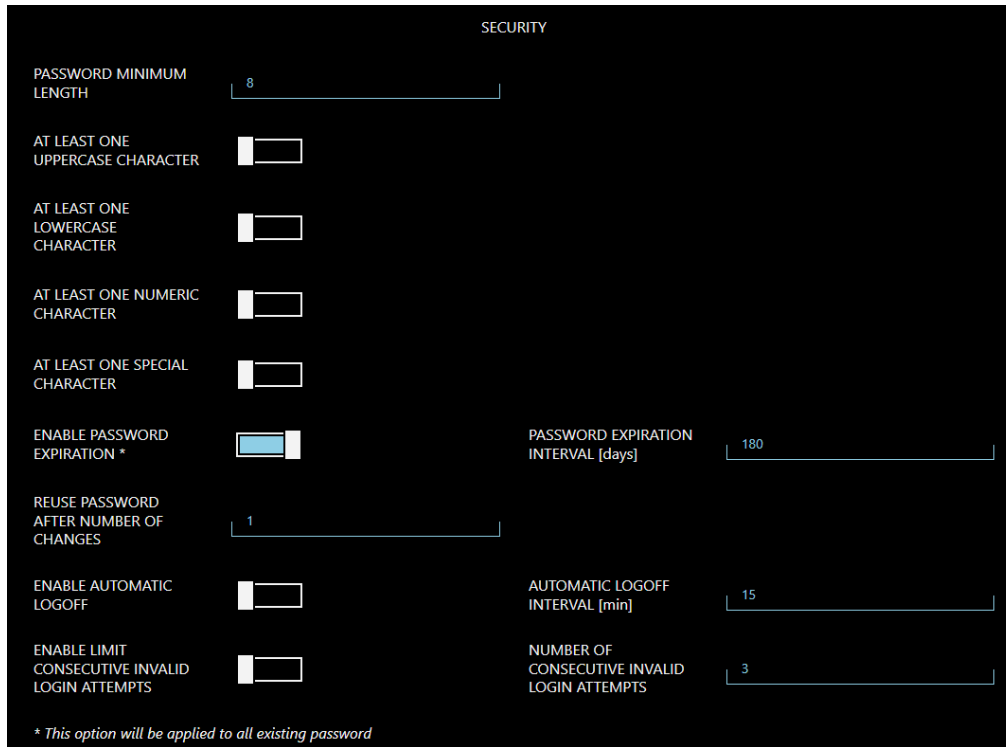 SECURITY
PASSWORD MINIMUM
LENGTH
8
AT LEAST ONE
UPPERCASE CHARACTER
AT LEAST ONE
LOWERCASE
CHARACTER
AT LEAST ONE NUMERIC
CHARACTER
AT LEAST ONE SPECIAL
CHARACTER
ENABLE PASSWORD
EXPIRATION *
PASSWORD EXPIRATION
INTERVAL [days]
180
REUSE PASSWORD
AFTER NUMBER OF
CHANGES
1
ENABLE AUTOMATIC
LOGOFF
AUTOMATIC LOGOFF
INTERVAL [min]
15
ENABLE LIMIT
CONSECUTIVE INVALID
LOGIN ATTEMPTS
NUMBER OF
CONSECUTIVE INVALID
LOGIN ATTEMPTS
3
* This option will be applied to all existing password